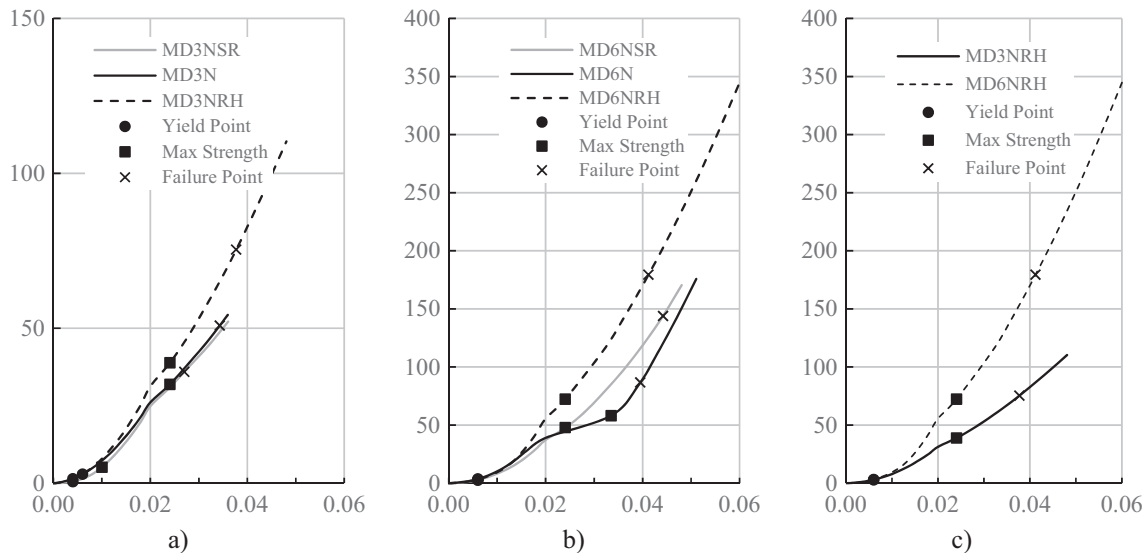 150
100
50
0
0.00
0.02
0.04
0.06
MD3NSR
MD3N
MD3NRH
Yield Point
Max Strength
Failure Point
a)
400
350
300
250
200
150
100
50
0
0.00
0.02
0.04
0.06
MD6NSR
MD6N
MD6NRH
Yield Point
Max Strength
Failure Point
b)
400
350
300
250
200
150
100
50
0
0.00
0.02
0.04
0.06
MD3NRH
MD6NRH
Yield Point
Max Strength
Failure Point
c)